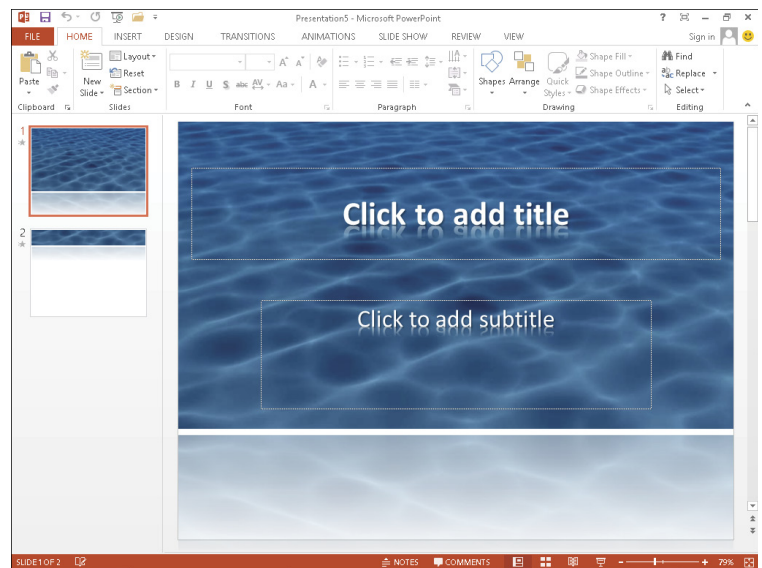 Presentation5 - Microsoft PowerPoint
FILE HOME INSERT DESIGN TRANSITIONS ANIMATIONS SLIDE SHOW REVIEW VIEW Sign in
Paste
New Slide
Layout
Reset
Section
B I U S abc AV Aa A
Shapes Arrange Quick Styles
Shape Fill
Shape Outline
Shape Effects
Find
Replace
Select
Clipboard Slides Font Paragraph Drawing Editing
1
2
Click to add title
Click to add subtitle
SLIDE 1 OF 2 NOTES COMMENTS 79%